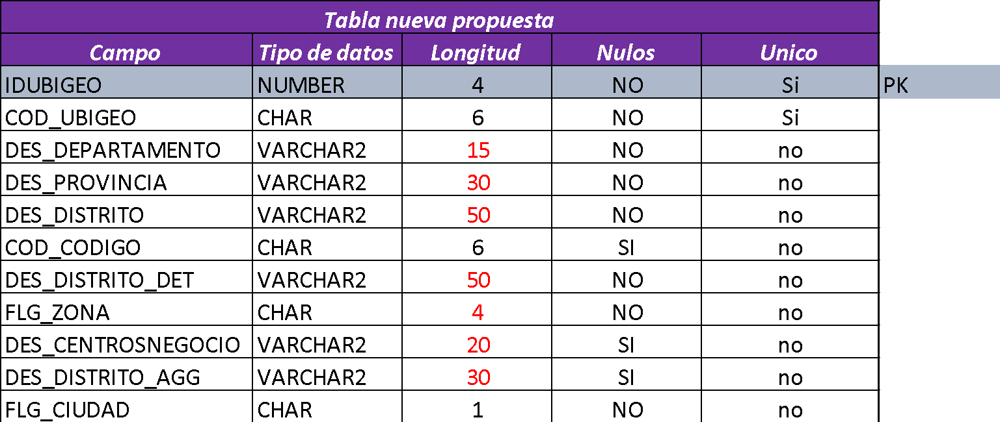 Tabla nueva propuesta
Campo Tipo de datos Longitud Nulos Unico
IDUBIGEO NUMBER 4 NO Si PK
COD_UBIGEO CHAR 6 NO Si
DES_DEPARTAMENTO VARCHAR2 15 NO no
DES_PROVINCIA VARCHAR2 30 NO no
DES_DISTRITO VARCHAR2 50 NO no
COD_CODIGO CHAR 6 SI no
DES_DISTRITO_DET VARCHAR2 50 NO no
FLG_ZONA CHAR 4 NO no
DES_CENTROSNEGOCIO VARCHAR2 20 SI no
DES_DISTRITO_AGG VARCHAR2 30 SI no
FLG_CIUDAD CHAR 1 NO no